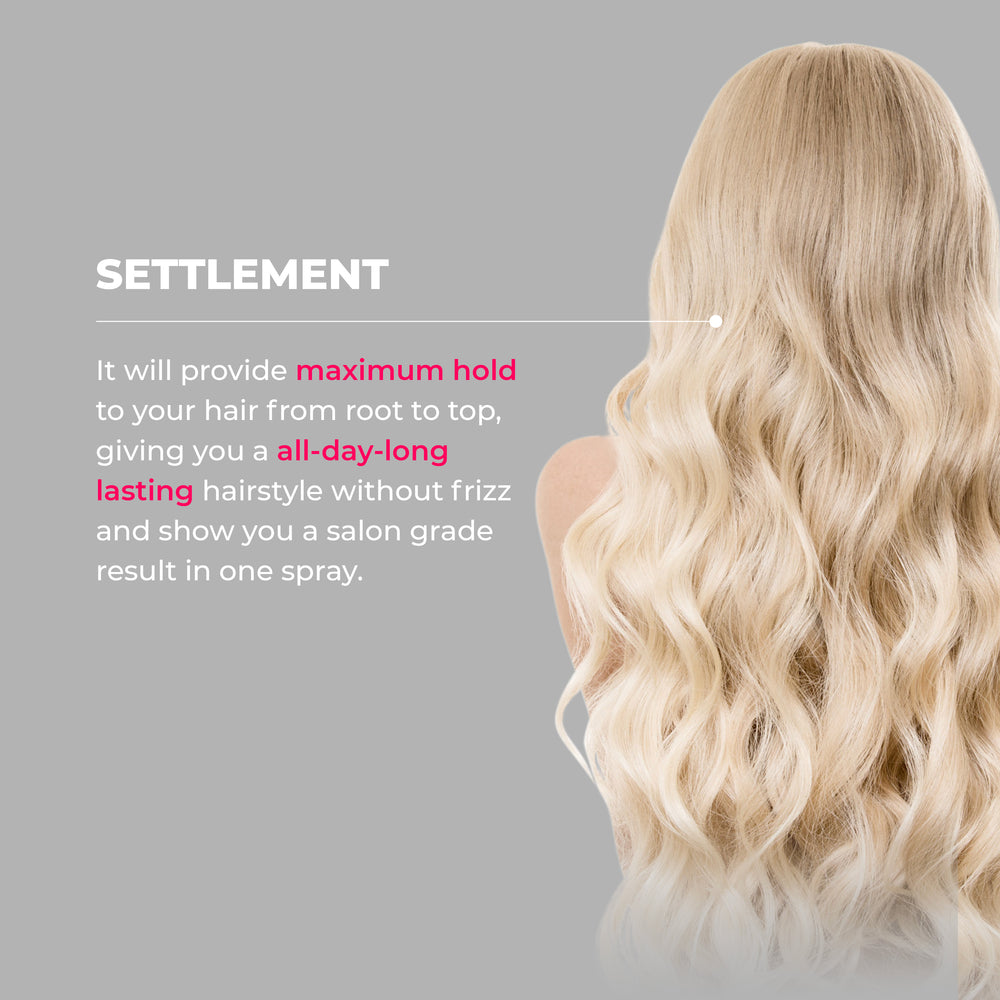 SETTLEMENT
It will provide maximum hold
to your hair from root to top,
giving you a all-day-long
lasting hairstyle without frizz
and show you a salon grade
result in one spray.